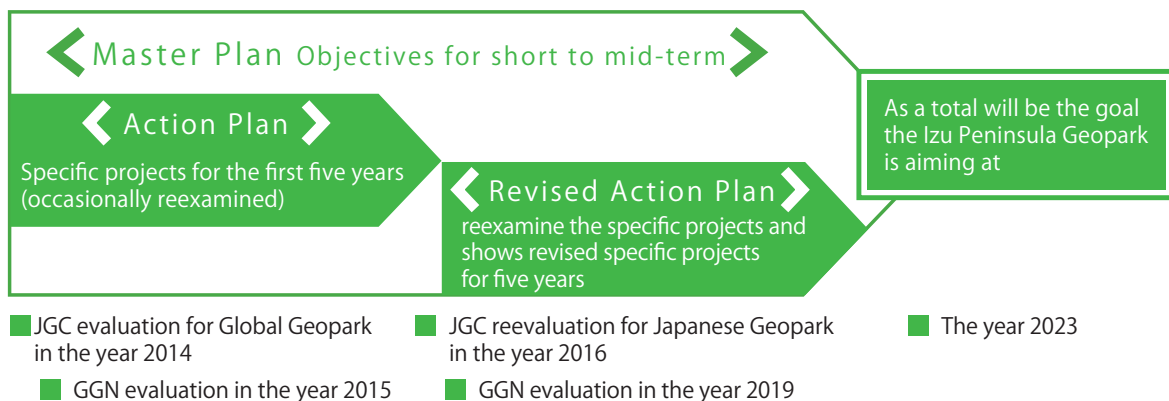 Master Plan Objectives for short to mid-term
Action Plan
Specific projects for the first five years
(occasionally reexamined)
Revised Action Plan
reexamine the specific projects and
shows revised specific projects
for five years
As a total will be the goal
the Izu Peninsula Geopark
is aiming at
JGC evaluation for Global Geopark
in the year 2014
GGN evaluation in the year 2015
JGC reevaluation for Japanese Geopark
in the year 2016
GGN evaluation in the year 2019
The year 2023